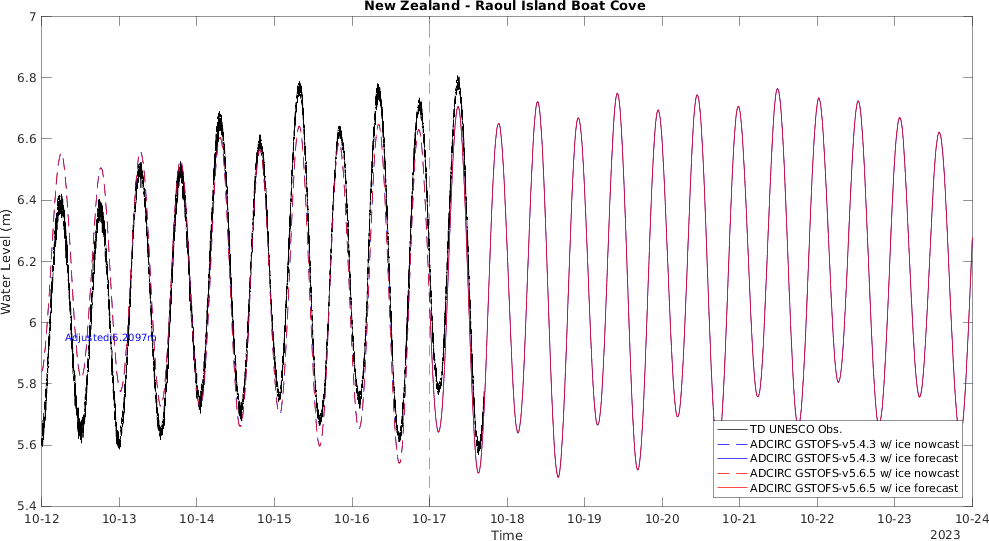 New Zealand - Raoul Island Boat Cove
7
6.8
6.6
6.4
6.2
6
5.8
5.6
5.4
Water Level (m)
Adjusted 6.2097m
TD UNESCO Obs.
ADCIRC GSTOFS-v5.4.3 w/ ice nowcast
ADCIRC GSTOFS-v5.4.3 w/ ice forecast
ADCIRC GSTOFS-v5.6.5 w/ ice nowcast
ADCIRC GSTOFS-v5.6.5 w/ ice forecast
10-12 10-13 10-14 10-15 10-16 10-17 10-18 10-19 10-20 10-21 10-22 10-23 10-24
Time
2023